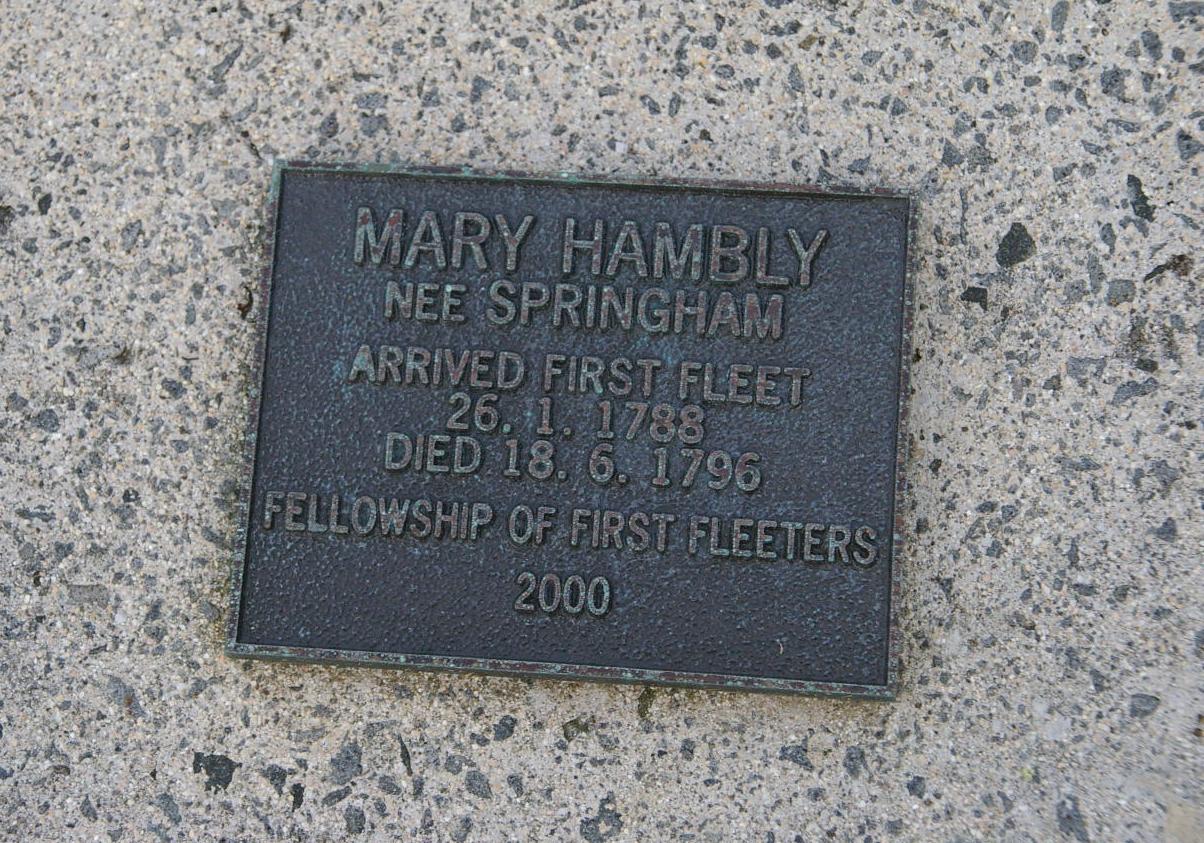 MARY HAMBLY
NEE SPRINGHAM
ARRIVED FIRST FLEET
26. 1. 1788
DIED 18. 6. 1796
FELLOWSHIP OF FIRST FLEETERS
2000